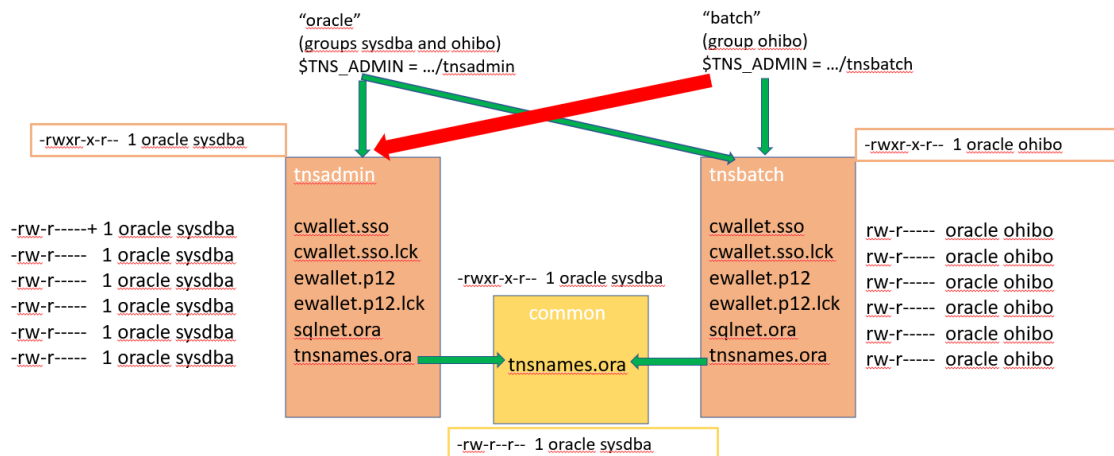 “oracle”
(groups sysdba and ohibo)
$TNS_ADMIN = …/tnsadmin
“batch”
(group ohibo)
$TNS_ADMIN = …/tnsbatch
-rwxr-x-r-- 1 oracle sysdba
-rwxr-x-r-- 1 oracle ohibo
tnsadmin
cwallet.sso
cwallet.sso.lck
ewallet.p12
ewallet.p12.lck
sqlnet.ora
tnsnames.ora
-rw-r-----+ 1 oracle sysdba
-rw-r----- 1 oracle sysdba
-rw-r----- 1 oracle sysdba
-rw-r----- 1 oracle sysdba
-rw-r----- 1 oracle sysdba
-rw-r----- 1 oracle sysdba
-rwxr-x-r-- 1 oracle sysdba
common
tnsnames.ora
-rw-r--r-- 1 oracle sysdba
tnsbatch
cwallet.sso
cwallet.sso.lck
ewallet.p12
ewallet.p12.lck
sqlnet.ora
tnsnames.ora
rw-r----- oracle ohibo
rw-r----- oracle ohibo
rw-r----- oracle ohibo
rw-r----- oracle ohibo
rw-r----- oracle ohibo
rw-r----- oracle ohibo